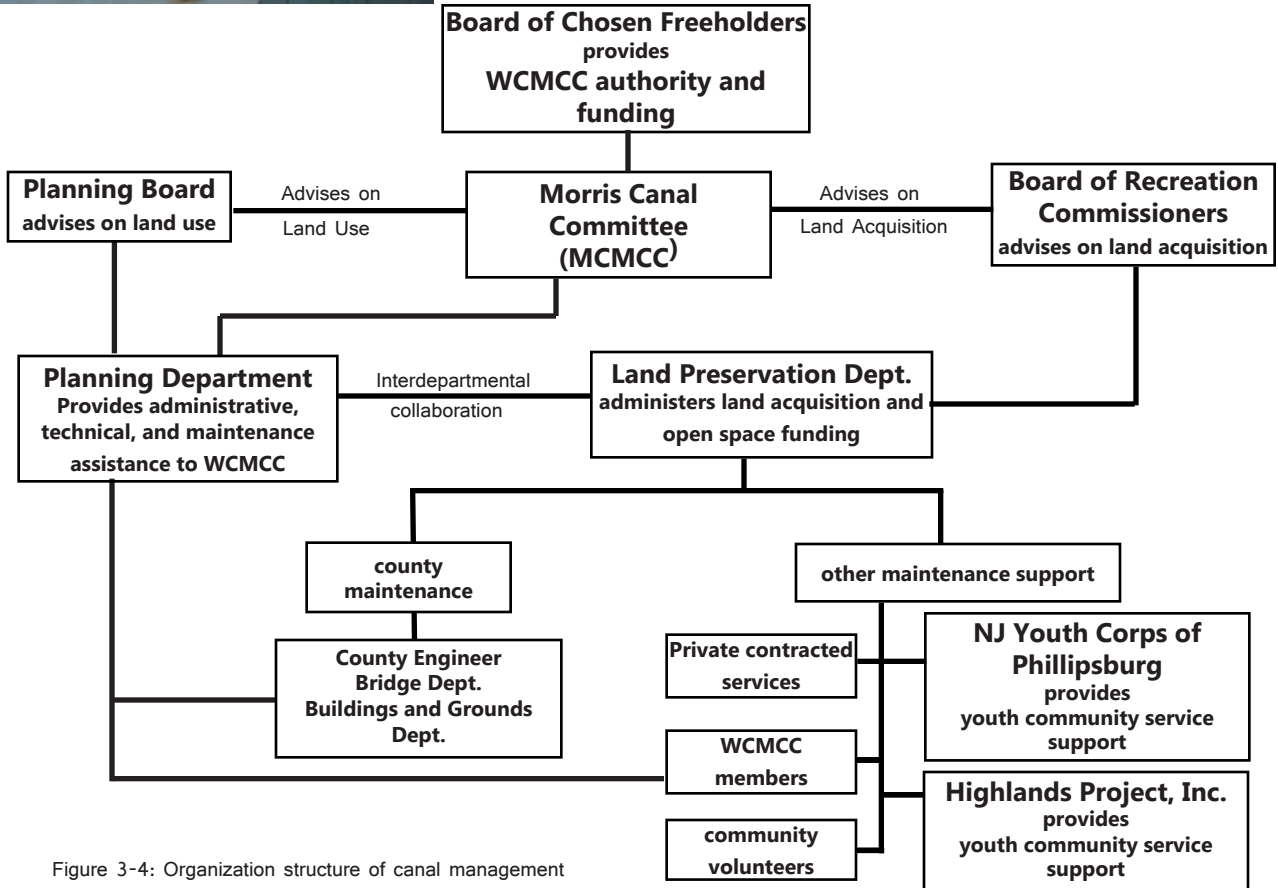 Board of Chosen Freeholders
provides
WCMCC authority and
funding
Planning Board
advises on land use
Advises on
Land Use
Morris Canal
Committee
(MCMCC)
Advises on
Land Acquisition
Board of Recreation
Commissioners
advises on land acquisition
Planning Department
Provides administrative,
technical, and maintenance
assistance to WCMCC
Interdepartmental
collaboration
Land Preservation Dept.
administers land acquisition and
open space funding
county
maintenance
other maintenance support
County Engineer
Bridge Dept.
Buildings and Grounds
Dept.
Private contracted
services
NJ Youth Corps of
Phillipsburg
provides
youth community service
support
WCMCC
members
Highlands Project, Inc.
provides
youth community service
support
community
volunteers
Figure 3-4: Organization structure of canal management